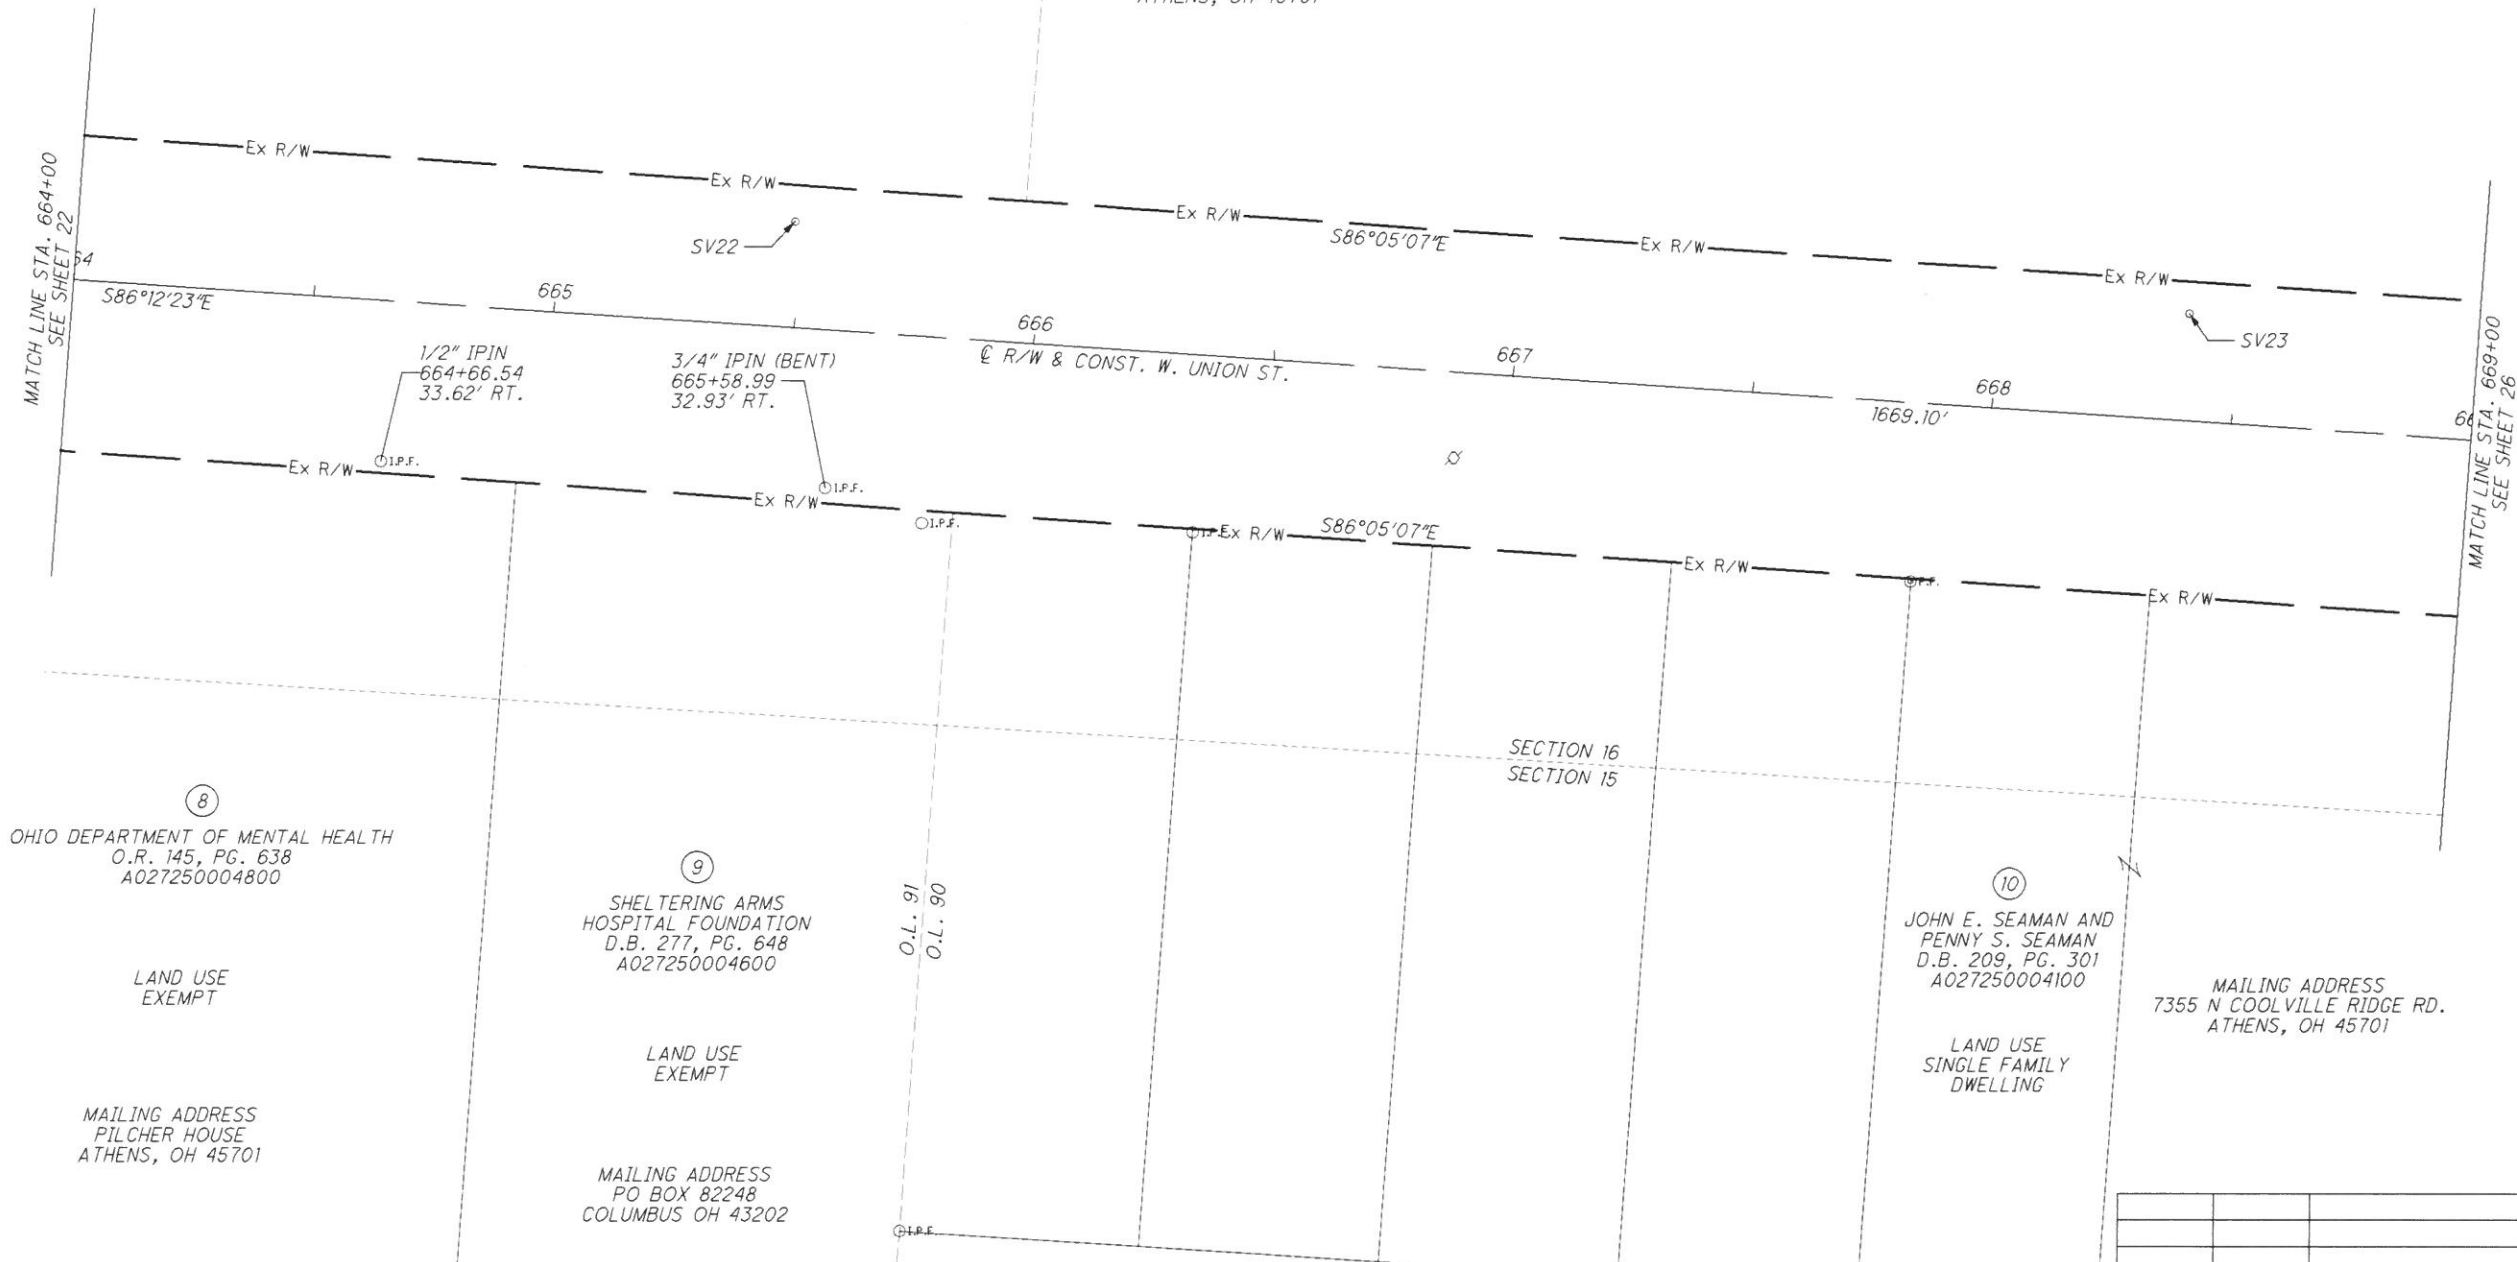 ATHENS, OH 45701
Ex R/W
Ex R/W
Ex R/W
Ex R/W
Ex R/W
S86°05'07"E
MATCH LINE STA. 664+00
SEE SHEET 22
SV22
SV23
S86°12'23"E
665
666
667
668
℄ R/W & CONST. W. UNION ST.
1669.10'
MATCH LINE STA. 669+00
SEE SHEET 26
1/2" IPIN
664+66.54
33.62' RT.
3/4" IPIN (BENT)
665+58.99
32.93' RT.
I.P.F.
I.P.F.
I.P.F.
Ex R/W
Ex R/W
Ex R/W
Ex R/W
Ex R/W
S86°05'07"E
SECTION 16
SECTION 15
8
OHIO DEPARTMENT OF MENTAL HEALTH
O.R. 145, PG. 638
A027250004800
LAND USE
EXEMPT
MAILING ADDRESS
PILCHER HOUSE
ATHENS, OH 45701
9
SHELTERING ARMS
HOSPITAL FOUNDATION
D.B. 277, PG. 648
A027250004600
LAND USE
EXEMPT
MAILING ADDRESS
PO BOX 82248
COLUMBUS OH 43202
O.L. 91
O.L. 90
I.P.F.
10
JOHN E. SEAMAN AND
PENNY S. SEAMAN
D.B. 209, PG. 301
A027250004100
LAND USE
SINGLE FAMILY
DWELLING
MAILING ADDRESS
7355 N COOLVILLE RIDGE RD.
ATHENS, OH 45701